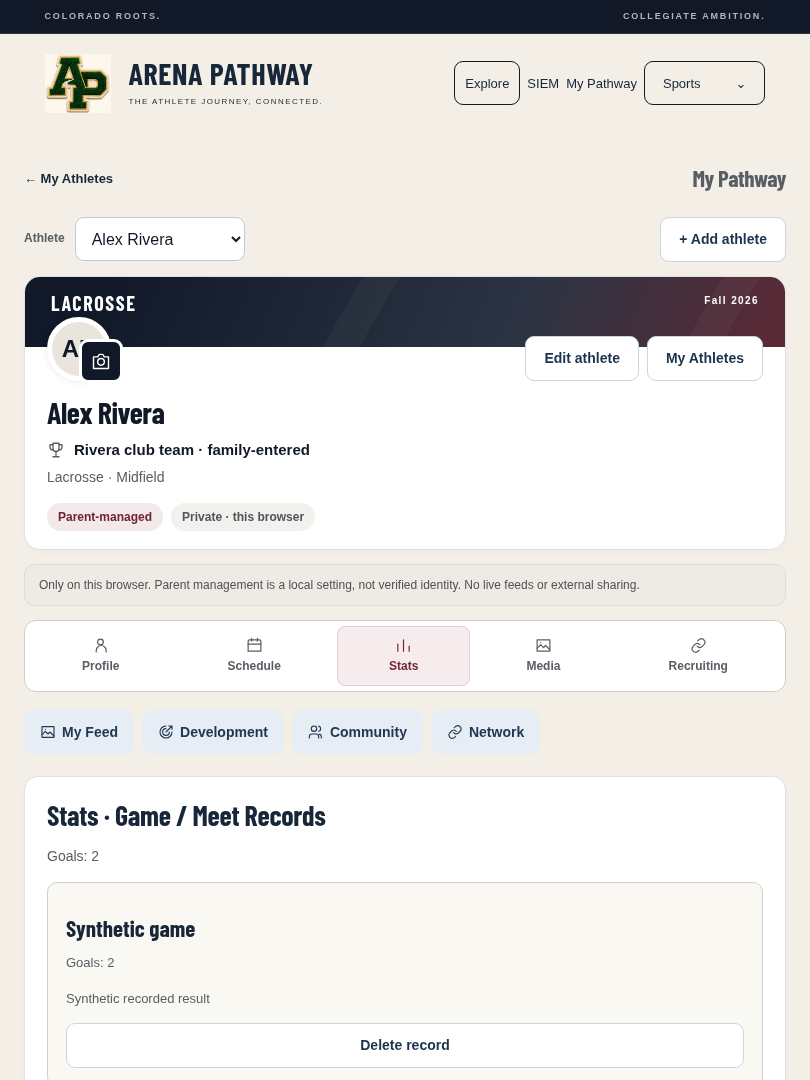 COLORADO ROOTS.
COLLEGIATE AMBITION.
AP
ARENA PATHWAY
THE ATHLETE JOURNEY, CONNECTED.
Explore
SIEM
My Pathway
Sports
← My Athletes
My Pathway
Athlete
Alex Rivera
+ Add athlete
LACROSSE
Fall 2026
A
Edit athlete
My Athletes
Alex Rivera
Rivera club team · family-entered
Lacrosse · Midfield
Parent-managed
Private · this browser
Only on this browser. Parent management is a local setting, not verified identity. No live feeds or external sharing.
Profile
Schedule
Stats
Media
Recruiting
My Feed
Development
Community
Network
Stats · Game / Meet Records
Goals: 2
Synthetic game
Goals: 2
Synthetic recorded result
Delete record